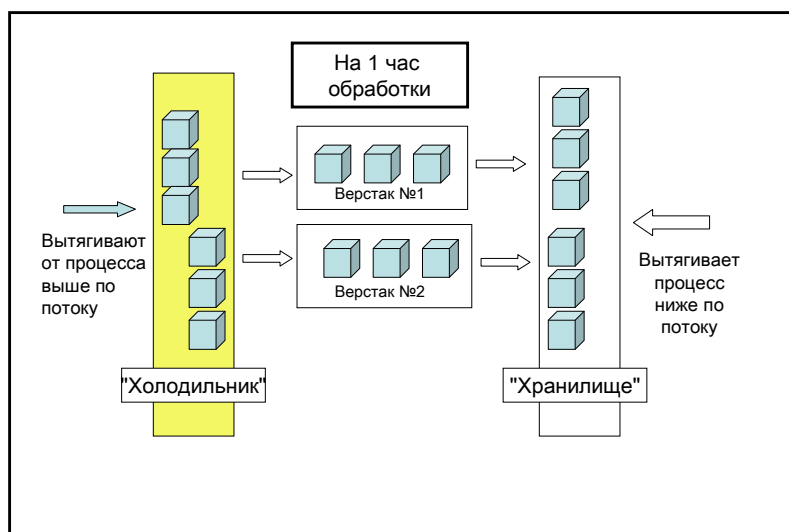 На 1 час
обработки
Верстак №1
Вытягивают
от процесса
выше по
потоку
Верстак №2
Вытягивает
процесс
ниже по
потоку
"Холодильник"
"Хранилище"